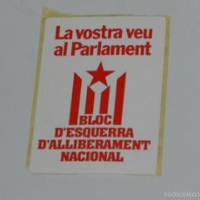 La vostra veu
al Parlament
BLOC
D'ESQUERRA
D'ALLIBERAMENT
NACIONAL